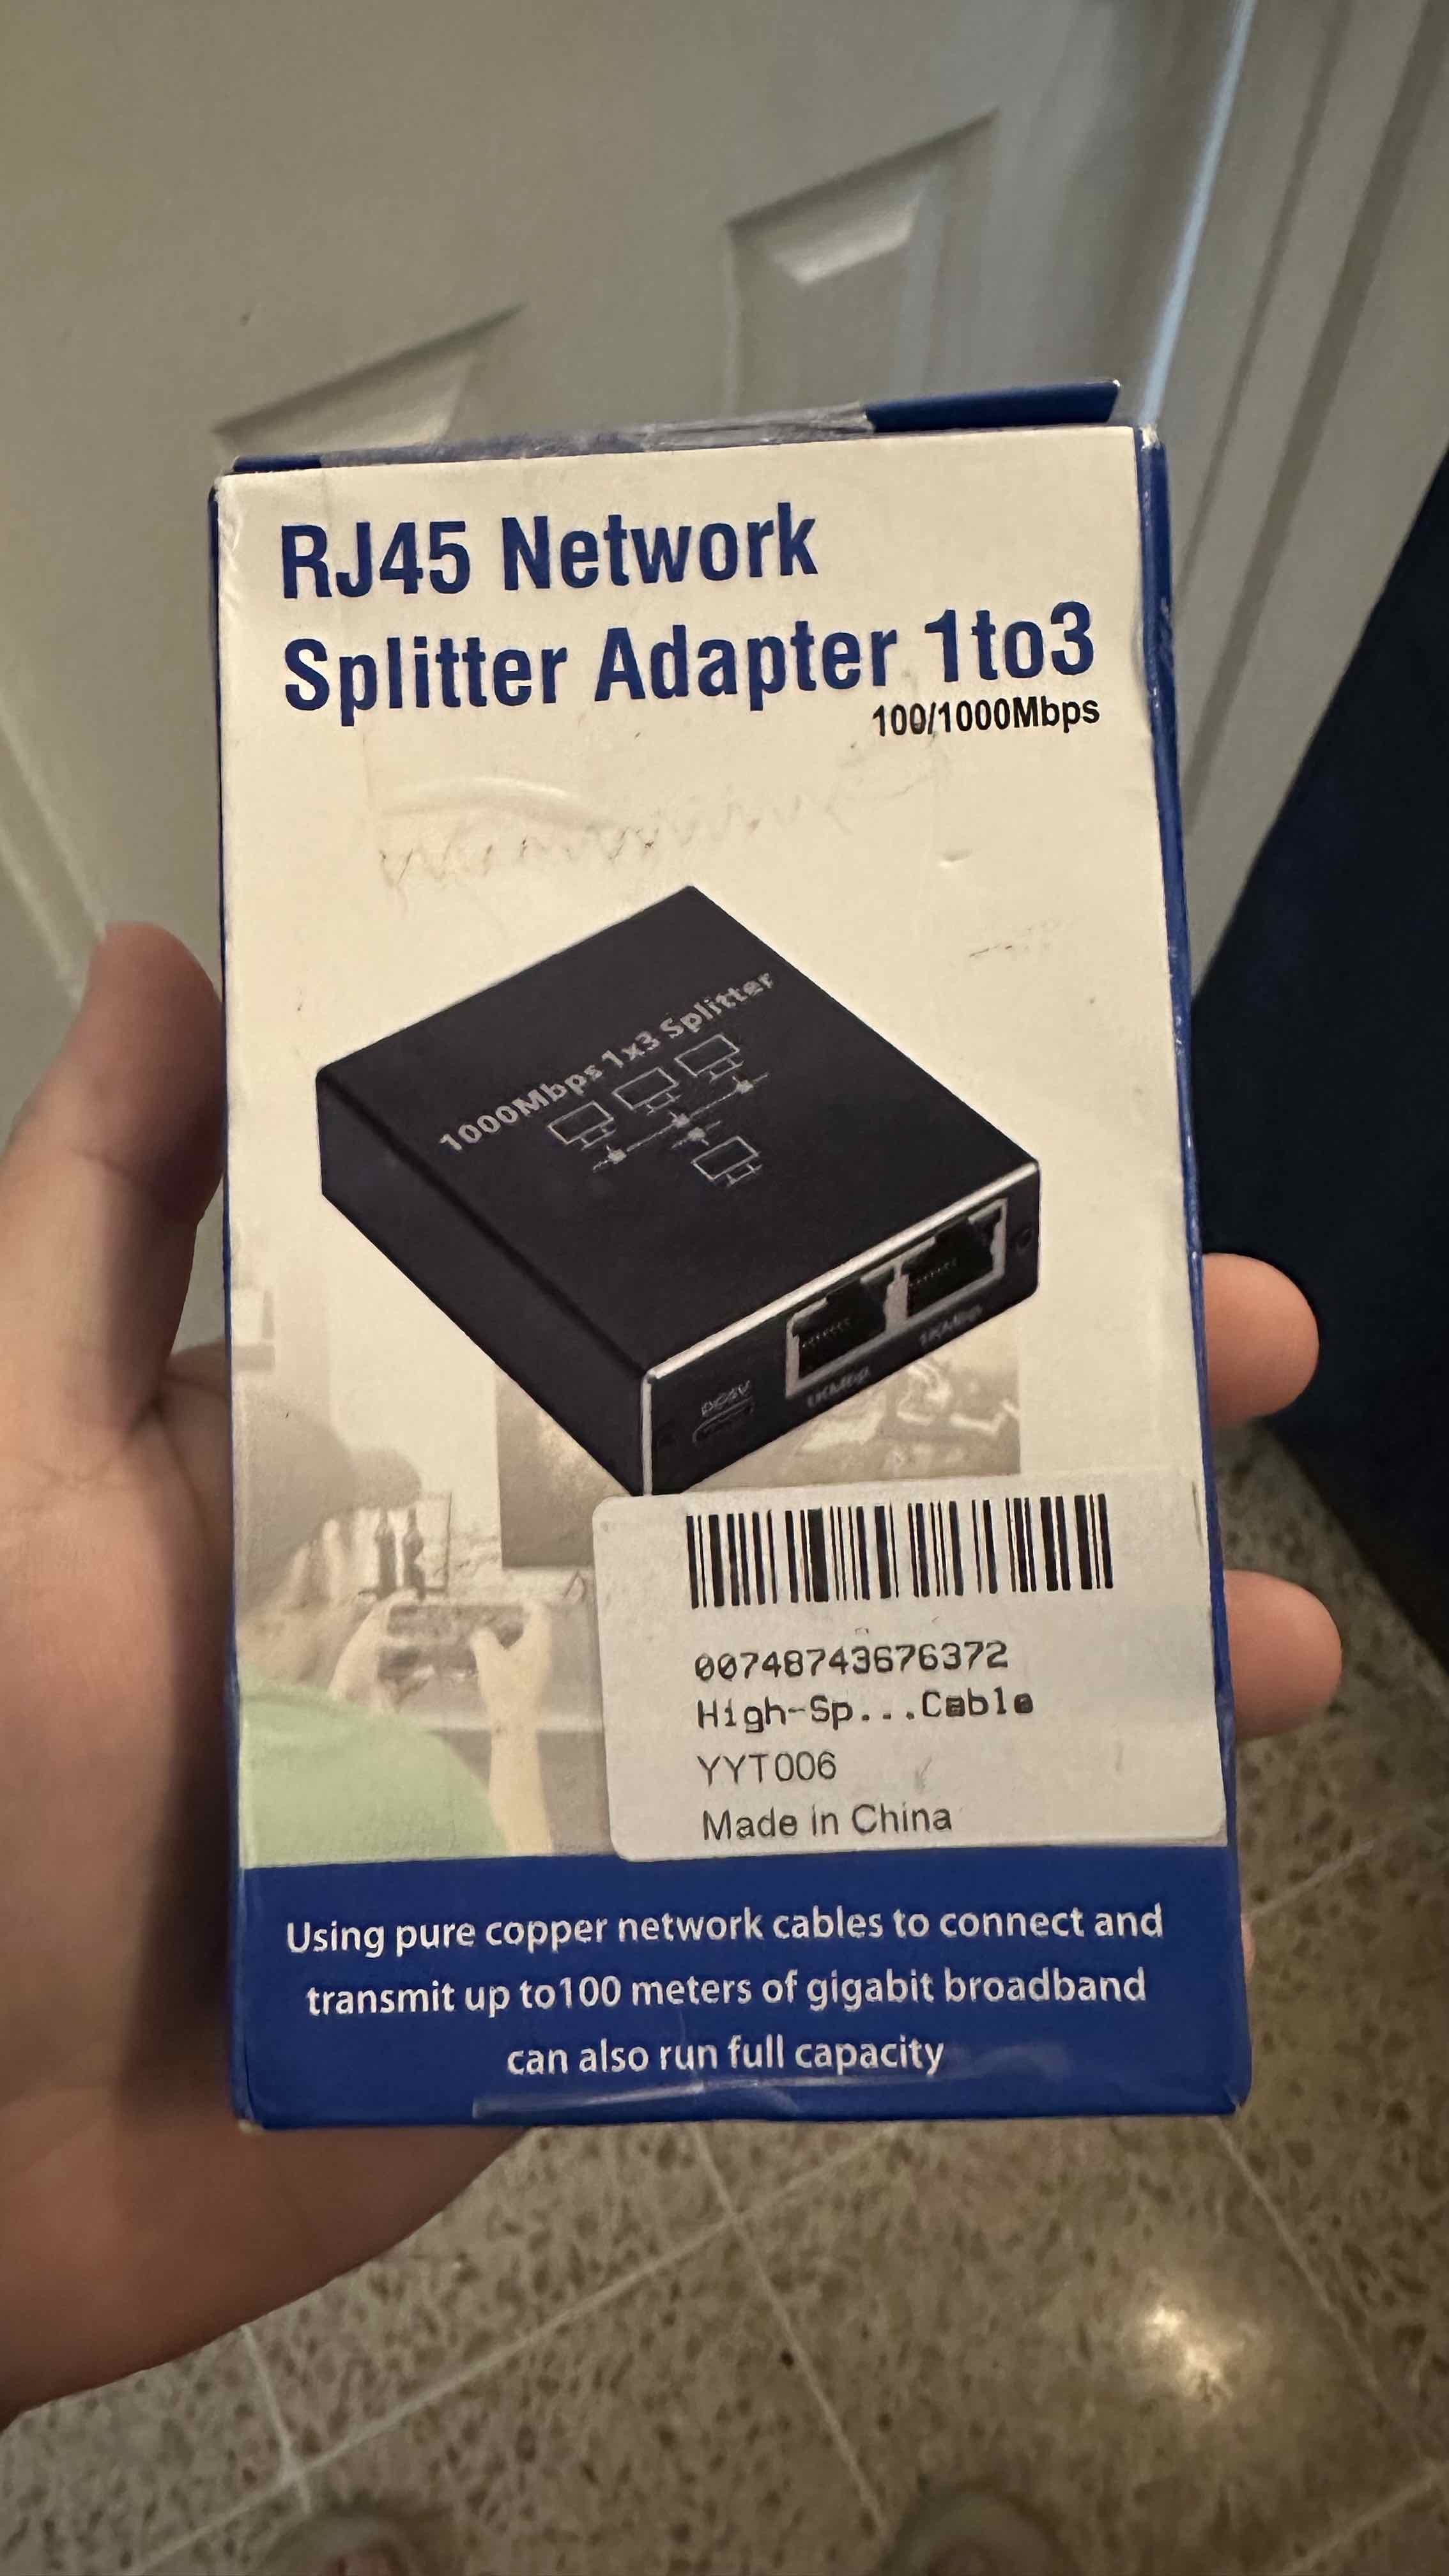 RJ45 Network
Splitter Adapter 1to3
100/1000Mbps
1000Mbps 1x3 Splitter
00748743676372
High-Sp...Cable
YYT006
Made in China
Using pure copper network cables to connect and
transmit up to100 meters of gigabit broadband
can also run full capacity